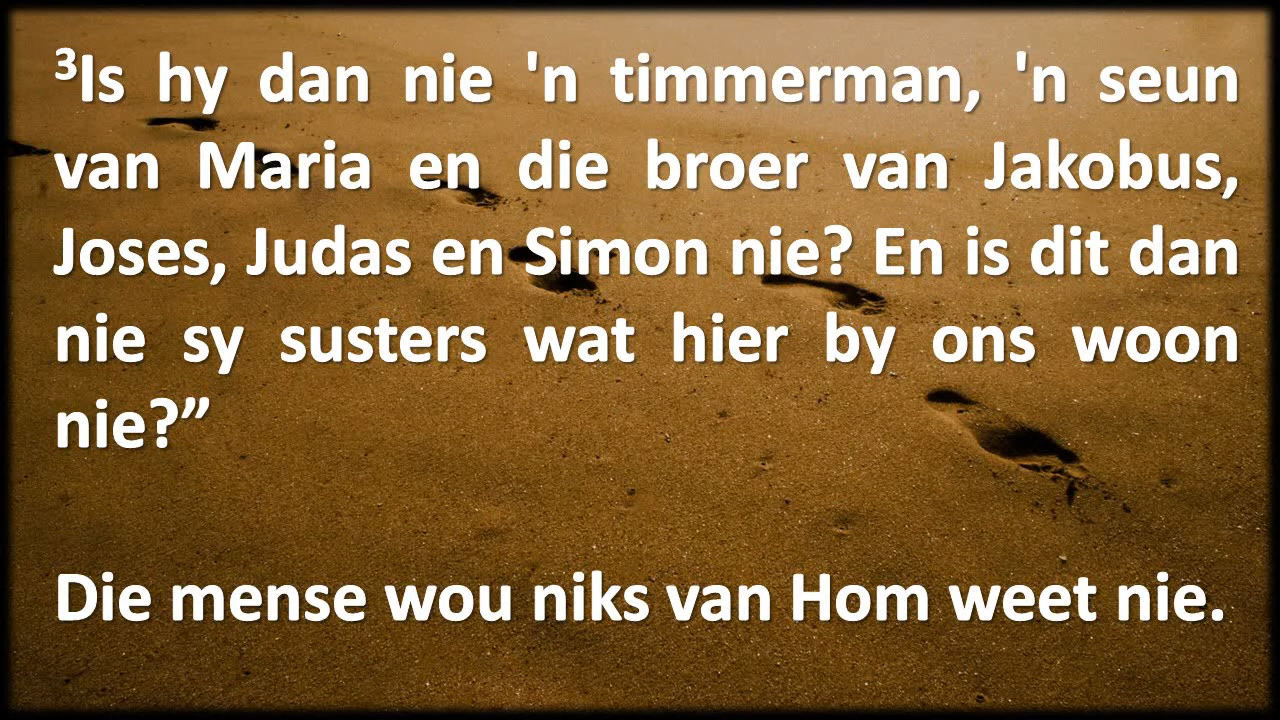 ³Is hy dan nie 'n timmerman, 'n seun
van Maria en die broer van Jakobus,
Joses, Judas en Simon nie? En is dit dan
nie sy susters wat hier by ons woon
nie?”
Die mense wou niks van Hom weet nie.